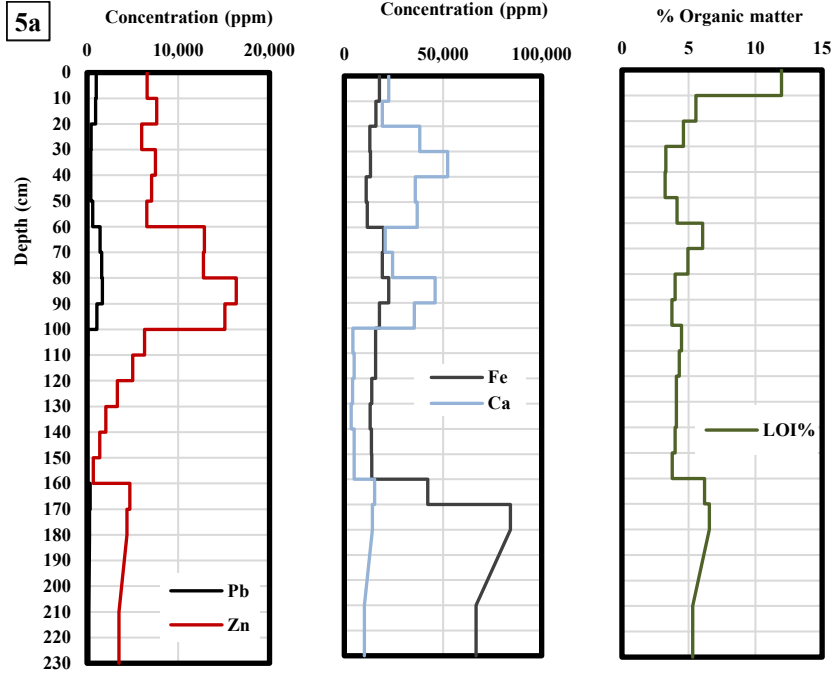 5a
Concentration (ppm)
0 10,000 20,000
Depth (cm)
0
10
20
30
40
50
60
70
80
90
100
110
120
130
140
150
160
170
180
190
200
210
220
230
Pb
Zn
Concentration (ppm)
0 50,000 100,000
Fe
Ca
% Organic matter
0 5 10 15
LOI%